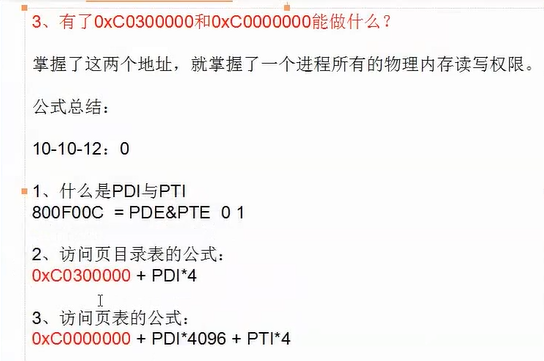 3、有了0xC0300000和0xC0000000能做什么？
掌握了这两个地址，就掌握了一个进程所有的物理内存读写权限。
公式总结：
10-10-12：0
1、什么是PDI与PTI
800F00C = PDE&PTE 0 1
2、访问页目录表的公式：
0xC0300000 + PDI*4
3、访问页表的公式：
0xC0000000 + PDI*4096 + PTI*4